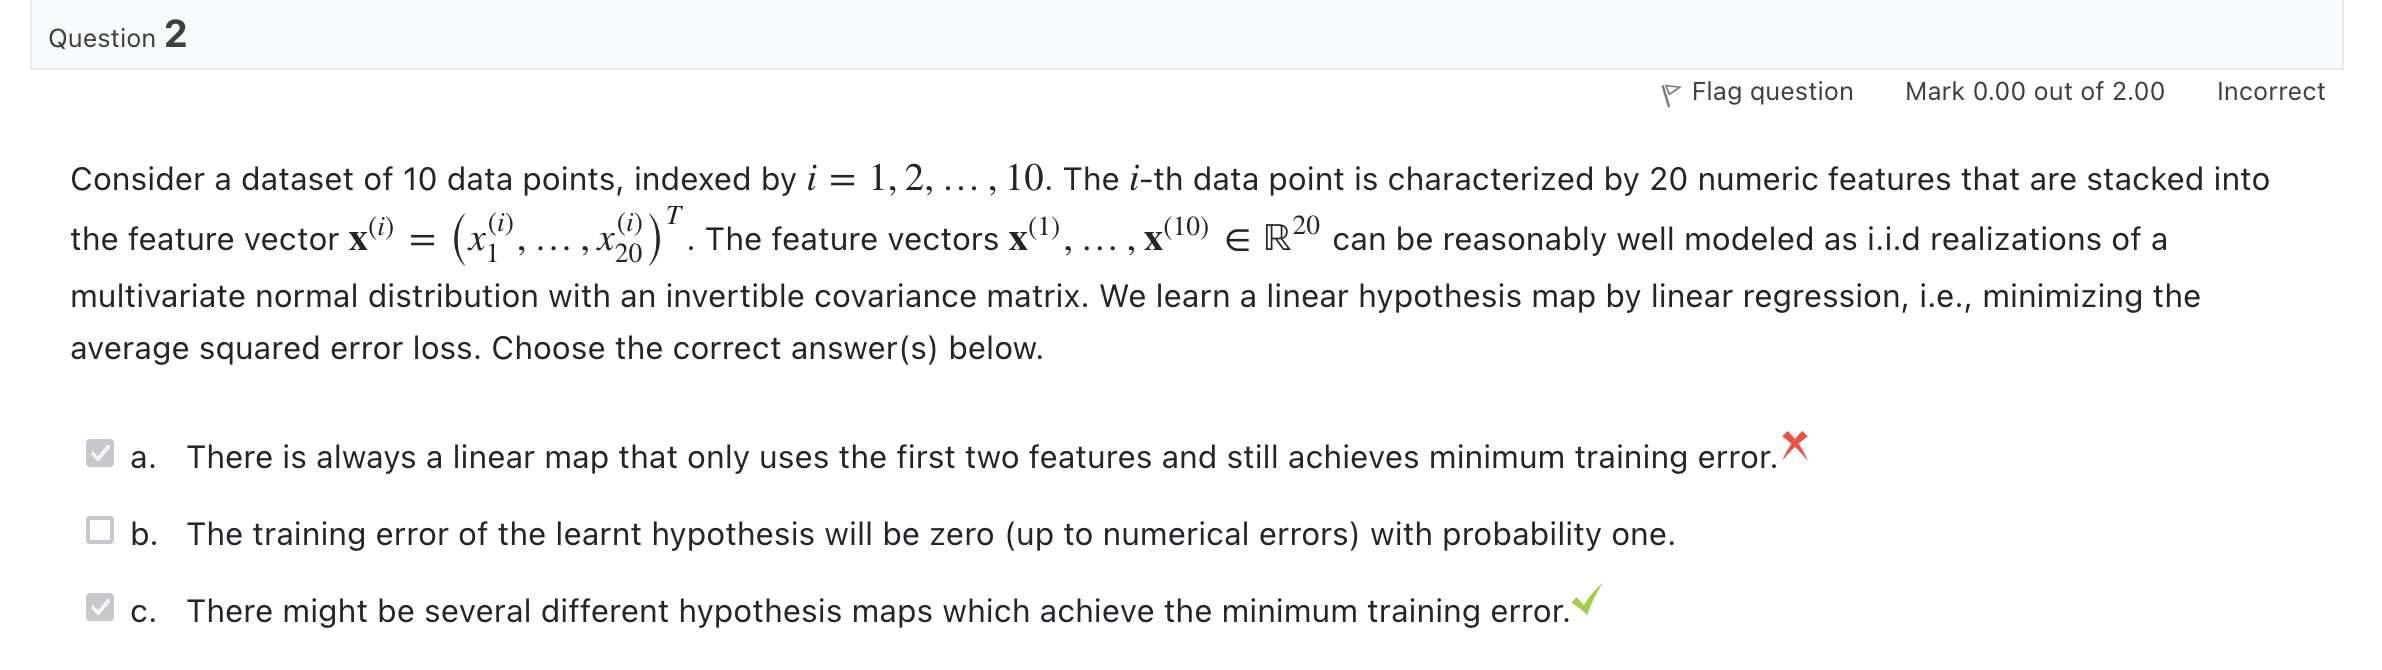 Question 2
Flag question Mark 0.00 out of 2.00 Incorrect
Consider a dataset of 10 data points, indexed by i = 1, 2, … , 10. The i-th data point is characterized by 20 numeric features that are stacked into
the feature vector x^(i) = (x_1^(i), … , x_20^(i))^T. The feature vectors x^(1), … , x^(10) ∈ ℝ^20 can be reasonably well modeled as i.i.d realizations of a
multivariate normal distribution with an invertible covariance matrix. We learn a linear hypothesis map by linear regression, i.e., minimizing the
average squared error loss. Choose the correct answer(s) below.
a. There is always a linear map that only uses the first two features and still achieves minimum training error.
b. The training error of the learnt hypothesis will be zero (up to numerical errors) with probability one.
c. There might be several different hypothesis maps which achieve the minimum training error.